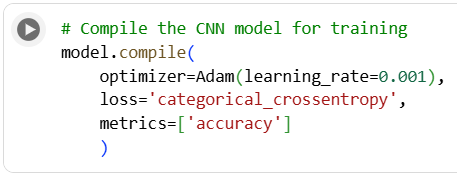 # Compile the CNN model for training
model.compile(
    optimizer=Adam(learning_rate=0.001),
    loss='categorical_crossentropy',
    metrics=['accuracy']
    )